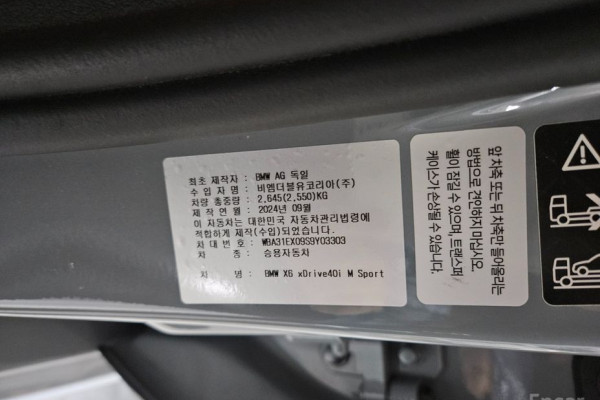 최초 제작자 : BMW AG 독일
수 입 자 명 : 비엠더블유코리아(주)
차량 총중량 : 2,645(2,550)KG
제 작 연 월 : 2024년 09월
이 자동차는 대한민국 자동차관리법령에
적합하게 제작(수입)되었습니다.
차 대 번 호 : WBA31EX09S9Y03303
차 종 : 승용자동차
차 명 : BMW X6 xDrive40i M Sport
앞차축 또는 뒤차축만 들어올리는
방법으로 견인하지 마십시오.
휠이 잠길 수 있으며, 트랜스퍼
케이스가 손상될 수 있습니다.
Encar